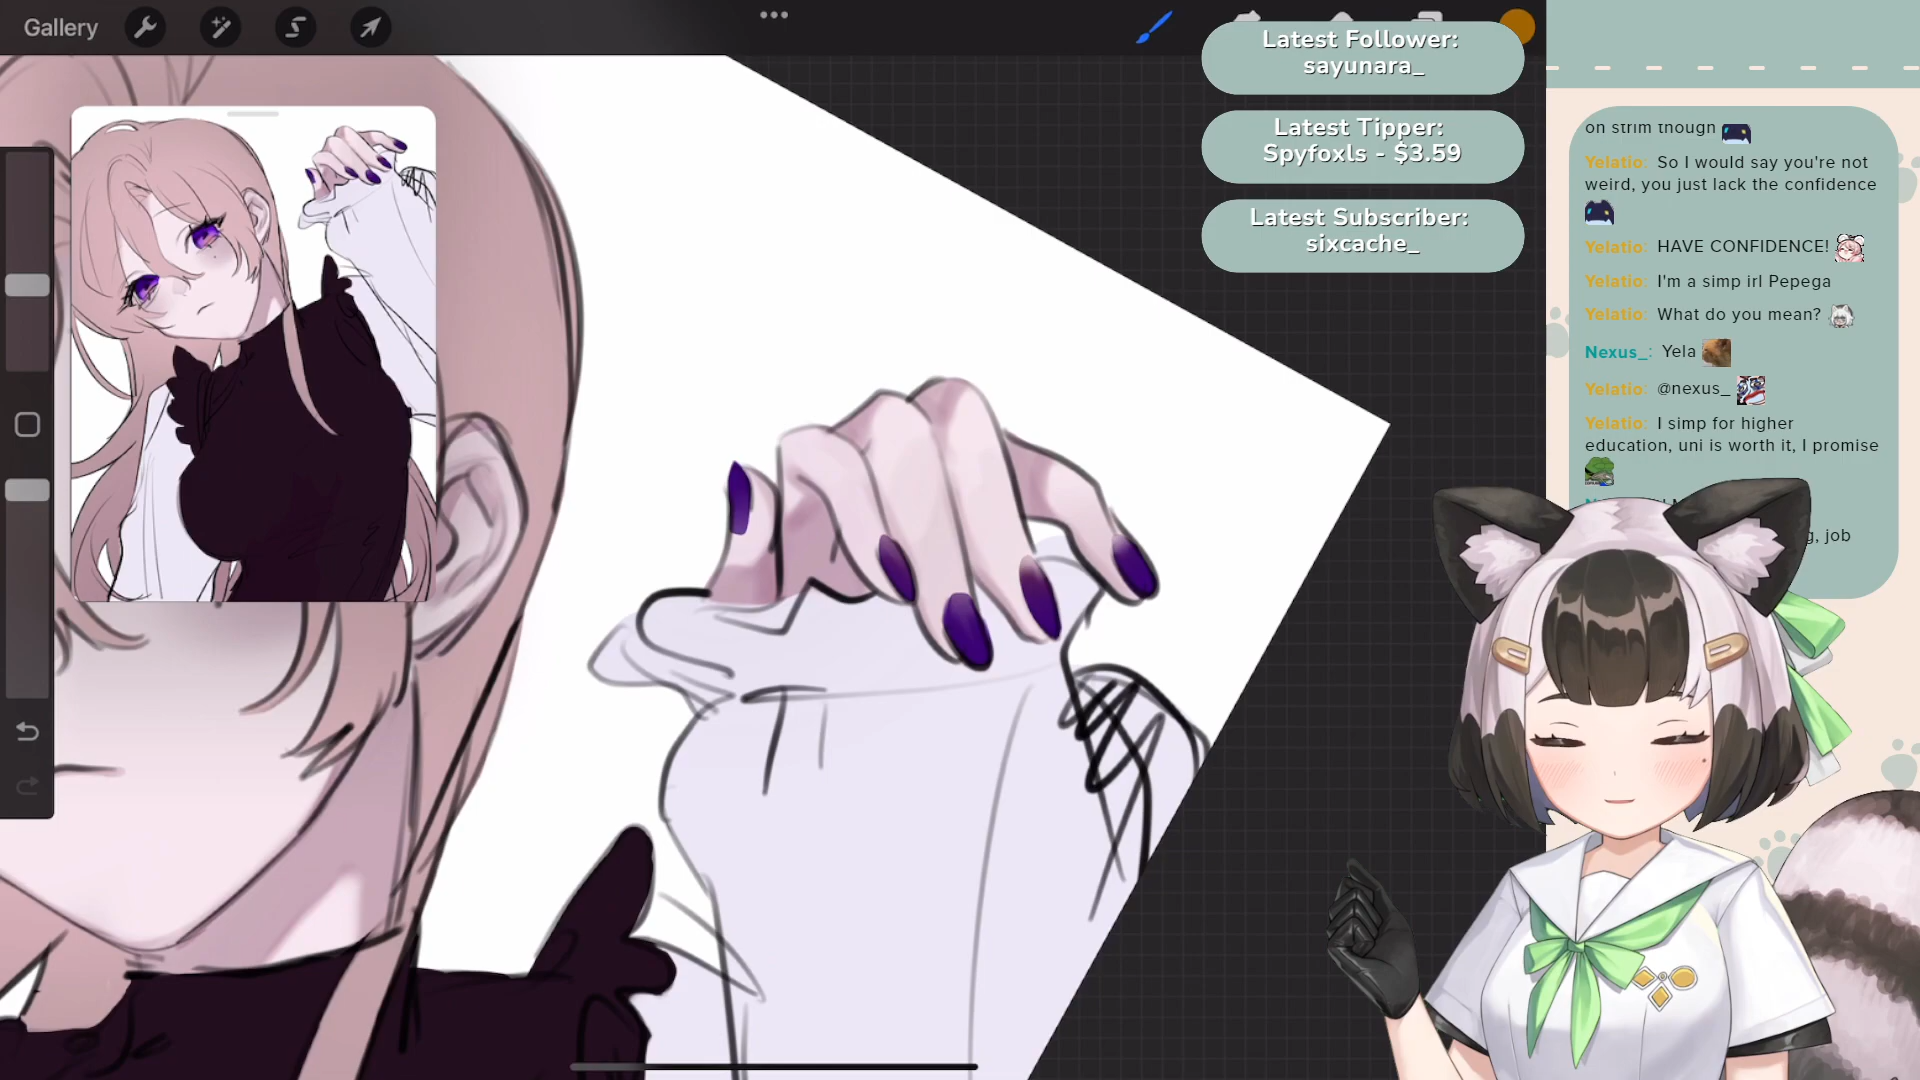 Gallery
Latest Follower:
sayunara_
Latest Tipper:
Spyfoxls - $3.59
Latest Subscriber:
sixcache_
on strim though
Yelatio: So I would say you're not
weird, you just lack the confidence
Yelatio: HAVE CONFIDENCE!
Yelatio: I'm a simp irl Pepega
Yelatio: What do you mean?
Nexus_: Yela
Yelatio: @nexus_
Yelatio: I simp for higher
education, uni is worth it, I promise
job